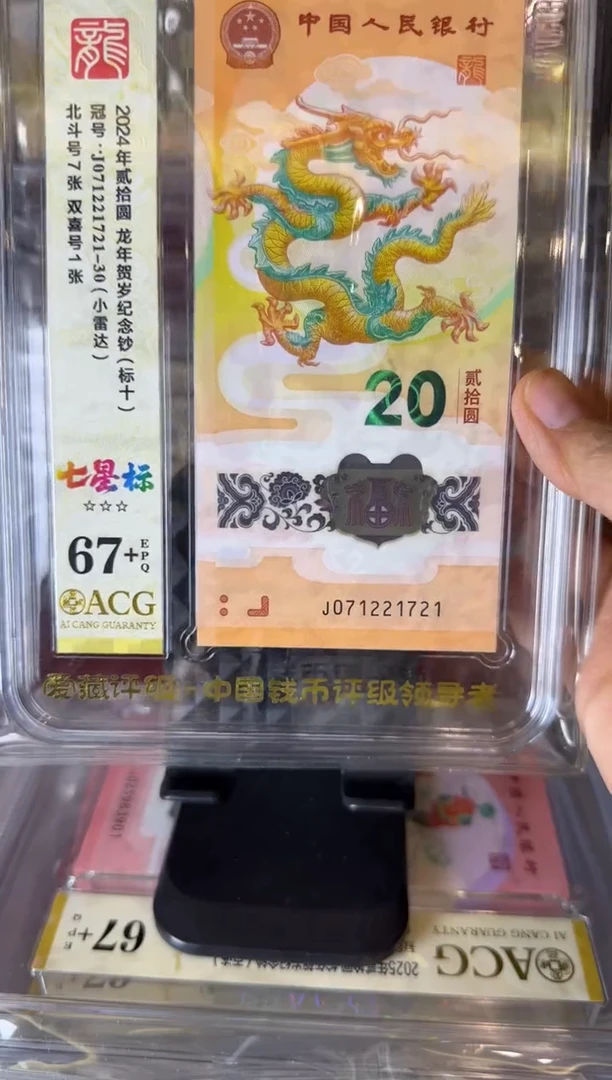 龍
2024年贰拾圆 龙年贺岁纪念钞(标十)
冠号:J071221721-30(小雷达)
北斗号7张 双喜号1张
七星标
☆☆☆
67+EPQ
ACG
AI CANG GUARANTY
中国人民银行
龍
20
贰拾圆
J071221721
爱藏评级-中国钱币评级领导者
67+EPQ
ACG
AI CANG GUARANTY